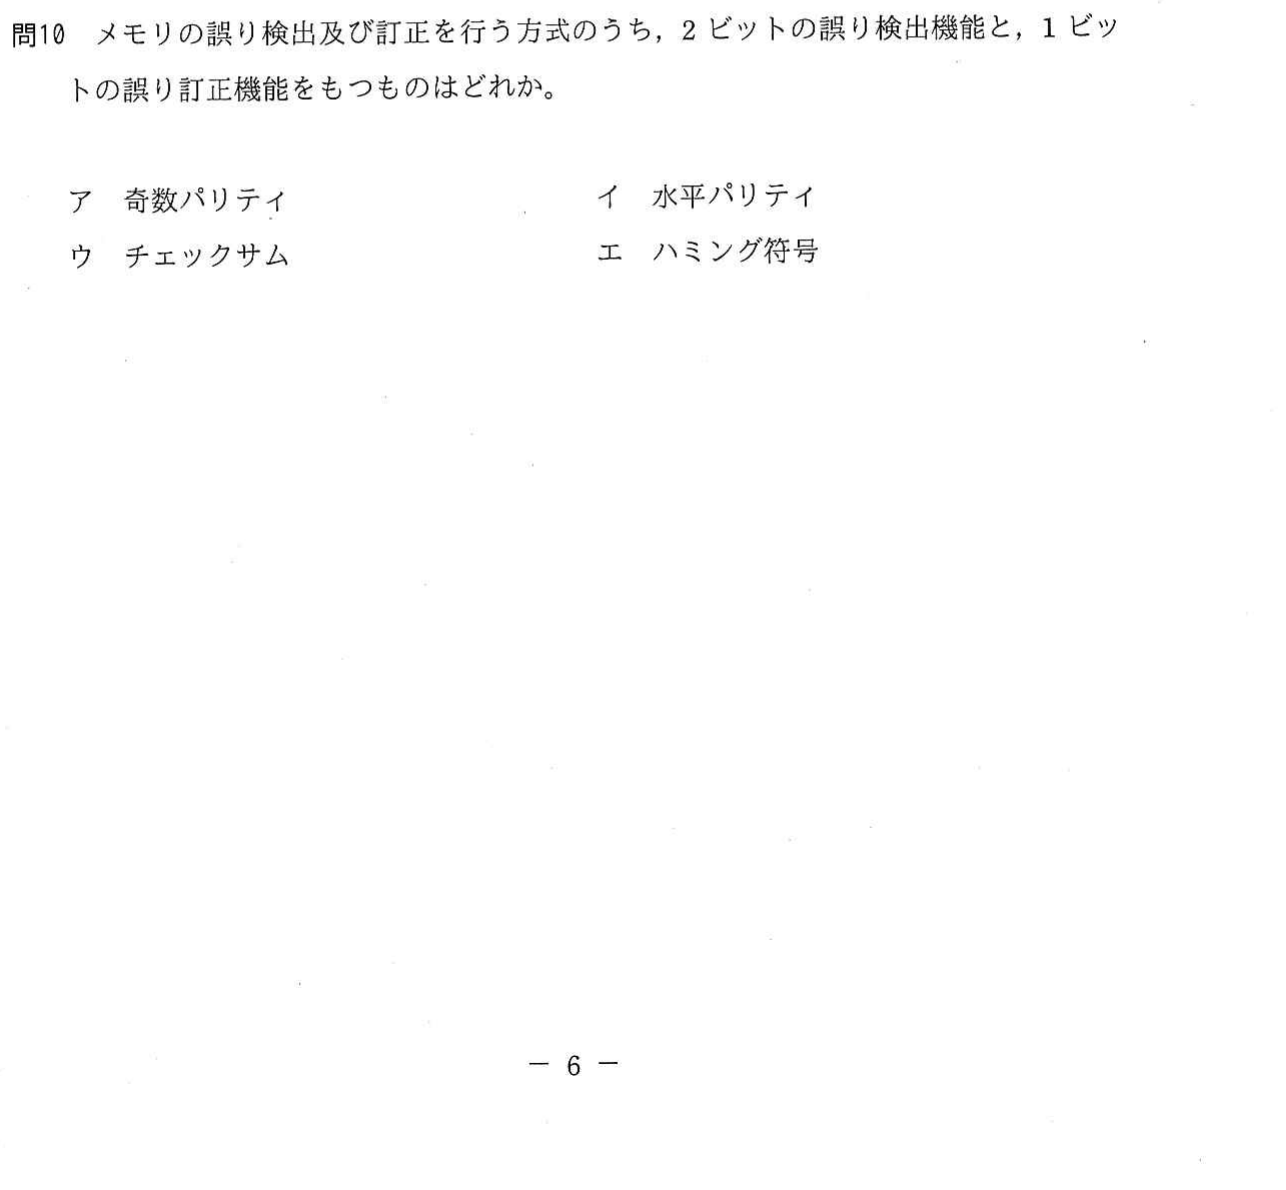 問10　メモリの誤り検出及び訂正を行う方式のうち，2 ビットの誤り検出機能と，1 ビッ
トの誤り訂正機能をもつものはどれか。
ア　奇数パリティ　イ　水平パリティ
ウ　チェックサム　エ　ハミング符号
－ 6 －